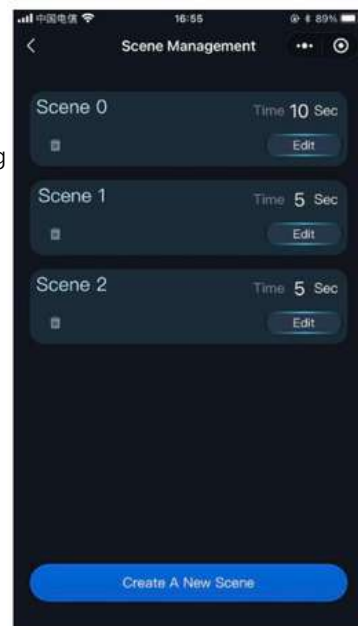 中国电信 16:55 89%
Scene Management
Scene 0 Time 10 Sec
Edit
g
Scene 1 Time 5 Sec
Edit
Scene 2 Time 5 Sec
Edit
Create A New Scene